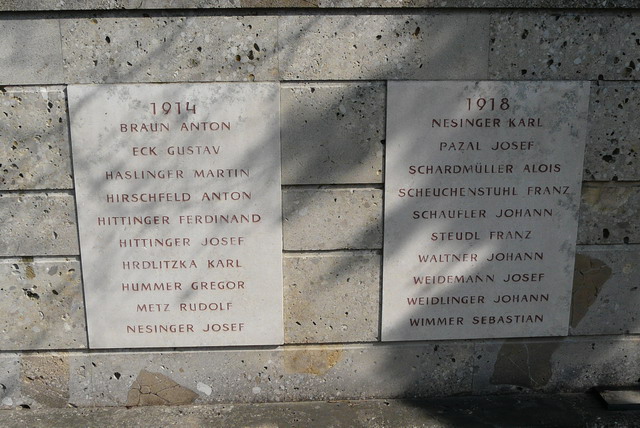 1914
BRAUN ANTON
ECK GUSTAV
HASLINGER MARTIN
HIRSCHFELD ANTON
HITTINGER FERDINAND
HITTINGER JOSEF
HRDLITZKA KARL
HUMMER GREGOR
METZ RUDOLF
NESINGER JOSEF
1918
NESINGER KARL
PAZAL JOSEF
SCHARDMÜLLER ALOIS
SCHEUCHENSTUHL FRANZ
SCHAUFLER JOHANN
STEUDL FRANZ
WALTNER JOHANN
WEIDEMANN JOSEF
WEIDLINGER JOHANN
WIMMER SEBASTIAN